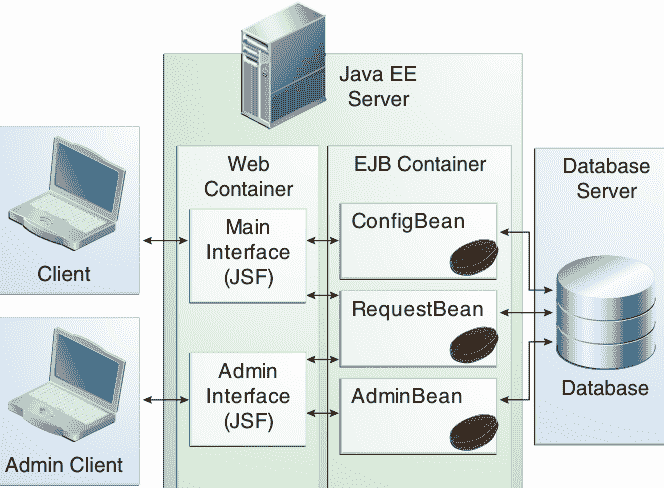 Java EE
Server
Web
Container
EJB Container
Database
Server
Client
Main
Interface
(JSF)
ConfigBean
RequestBean
Admin Client
Admin
Interface
(JSF)
AdminBean
Database